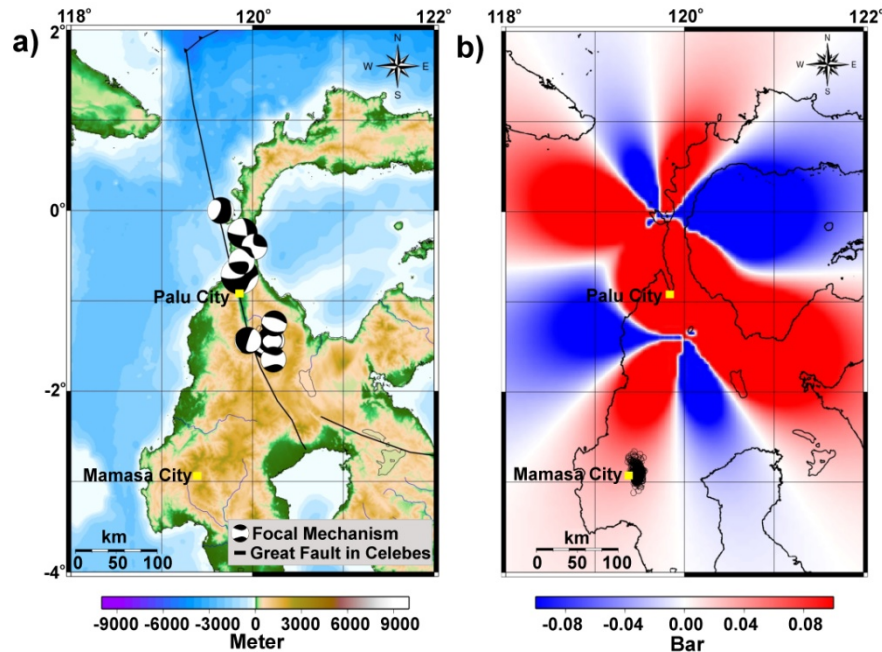 118° 120° 122°
a)
2°
N
W E
S
1°
0°
Palu City
-2°
Mamasa City
km
0 50 100
Focal Mechanism
Great Fault in Celebes
-4°
-9000 -6000 -3000 0 3000 6000 9000
Meter
118° 120° 122°
b)
N
W E
S
Palu City
Mamasa City
km
0 50 100
-0.08 -0.04 0.00 0.04 0.08
Bar